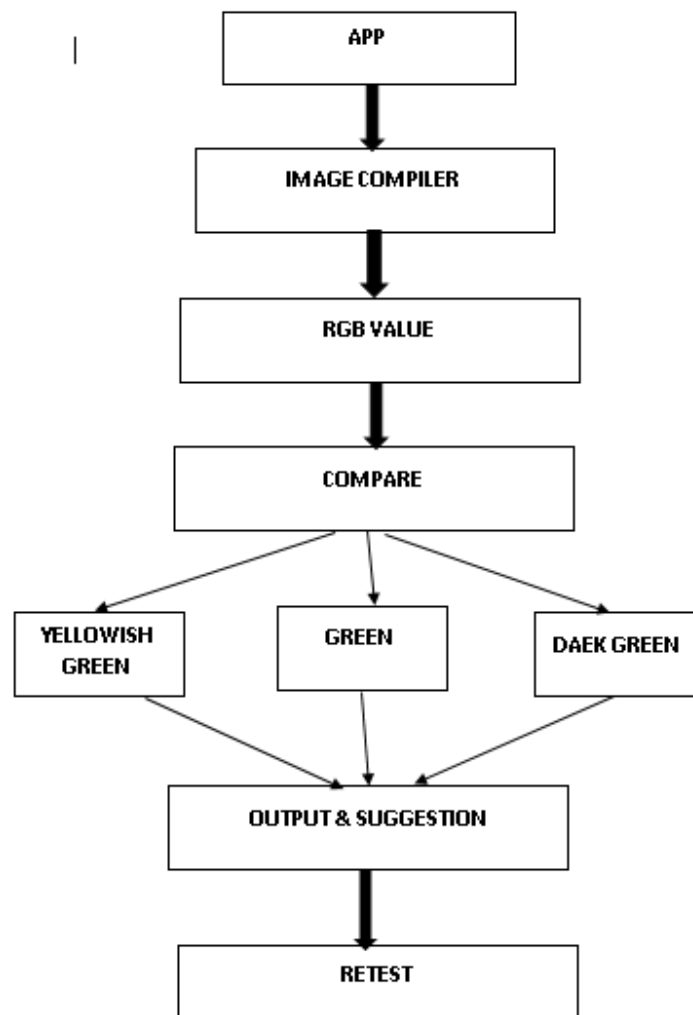 APP
IMAGE COMPILER
RGB VALUE
COMPARE
YELLOWISH
GREEN
GREEN
DAEK GREEN
OUTPUT & SUGGESTION
RETEST